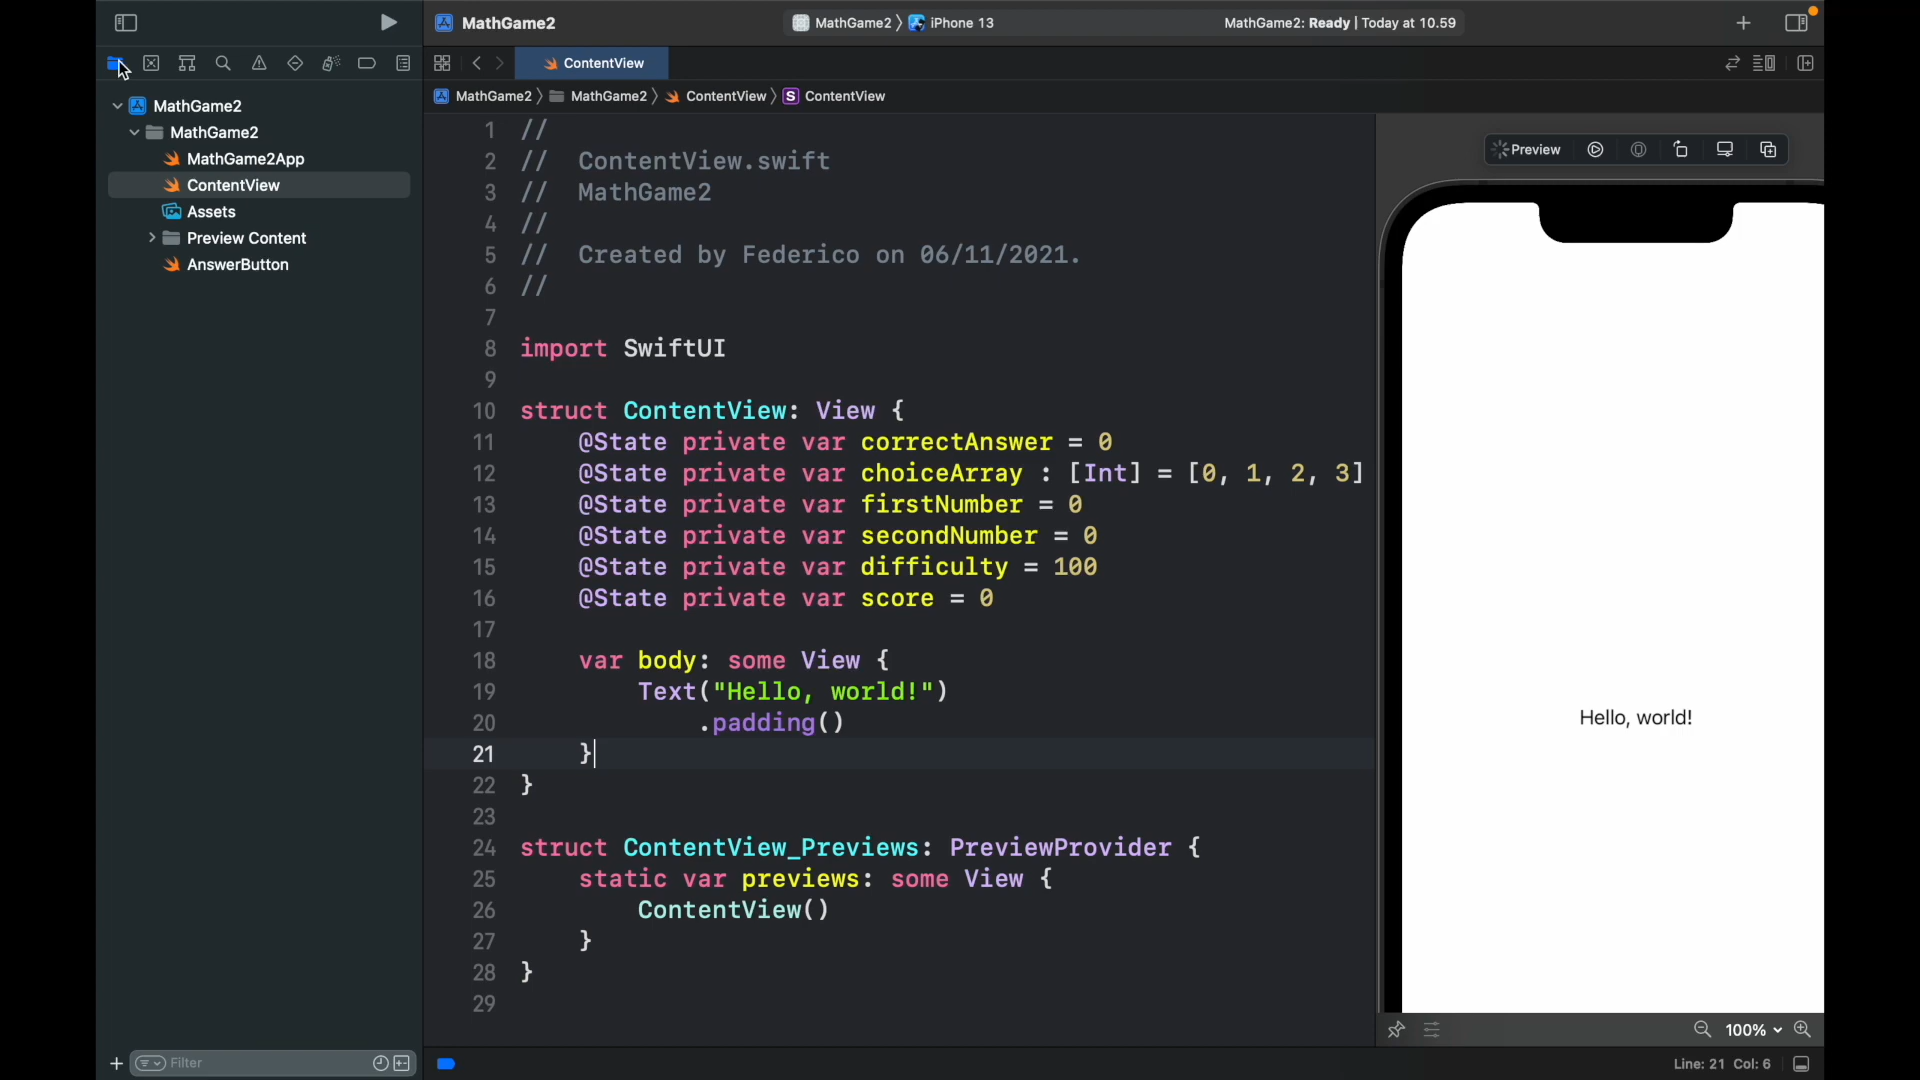 MathGame2
MathGame2 〉 iPhone 13
MathGame2: Ready | Today at 10.59
ContentView
MathGame2 〉 MathGame2 〉 ContentView 〉 S ContentView
MathGame2
MathGame2
MathGame2App
ContentView
Assets
Preview Content
AnswerButton
Filter
1 //
2 //  ContentView.swift
3 //  MathGame2
4 //
5 //  Created by Federico on 06/11/2021.
6 //
7
8 import SwiftUI
9
10 struct ContentView: View {
11     @State private var correctAnswer = 0
12     @State private var choiceArray : [Int] = [0, 1, 2, 3]
13     @State private var firstNumber = 0
14     @State private var secondNumber = 0
15     @State private var difficulty = 100
16     @State private var score = 0
17
18     var body: some View {
19         Text("Hello, world!")
20             .padding()
21     }
22 }
23
24 struct ContentView_Previews: PreviewProvider {
25     static var previews: some View {
26         ContentView()
27     }
28 }
29
Preview
Hello, world!
100%
Line: 21 Col: 6